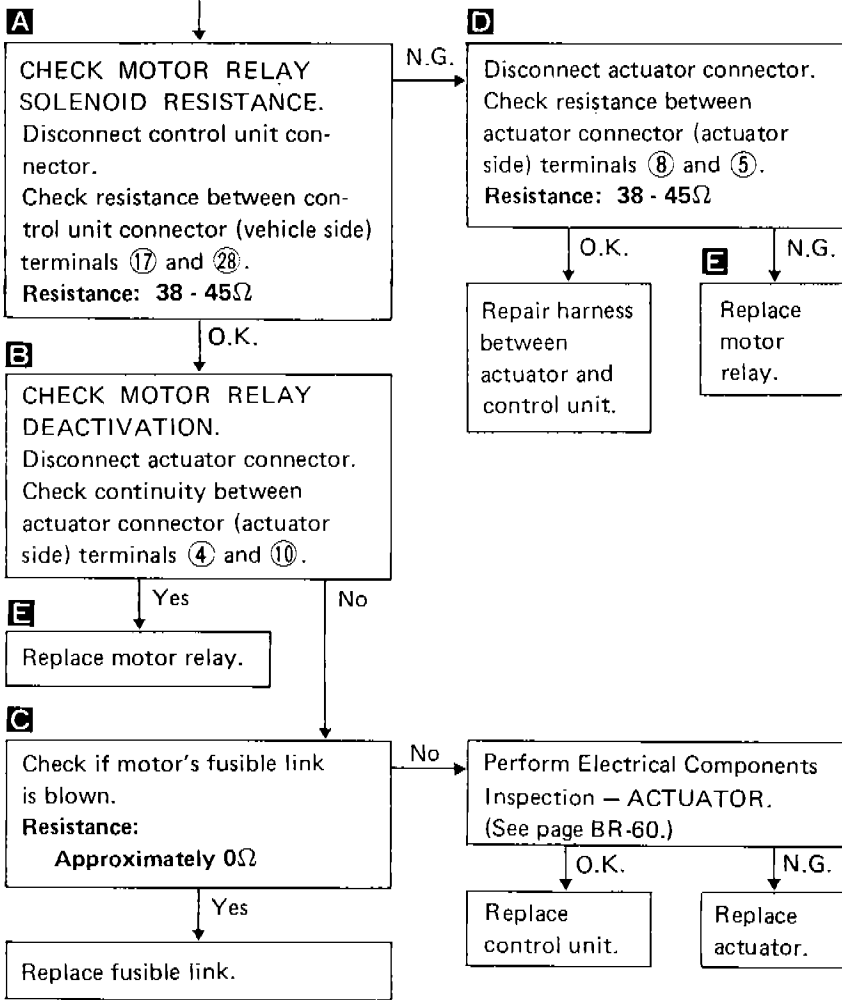 A
CHECK MOTOR RELAY
SOLENOID RESISTANCE.
Disconnect control unit con-
nector.
Check resistance between con-
trol unit connector (vehicle side)
terminals ⑰ and ㉘.
Resistance: 38 - 45Ω
N.G.
D
Disconnect actuator connector.
Check resistance between
actuator connector (actuator
side) terminals ⑧ and ⑤.
Resistance: 38 - 45Ω
O.K.
N.G.
Repair harness
between
actuator and
control unit.
E
Replace
motor
relay.
O.K.
B
CHECK MOTOR RELAY
DEACTIVATION.
Disconnect actuator connector.
Check continuity between
actuator connector (actuator
side) terminals ④ and ⑩.
Yes
No
E
Replace motor relay.
C
Check if motor's fusible link
is blown.
Resistance:
Approximately 0Ω
No
Perform Electrical Components
Inspection — ACTUATOR.
(See page BR-60.)
O.K.
N.G.
Replace
control unit.
Replace
actuator.
Yes
Replace fusible link.